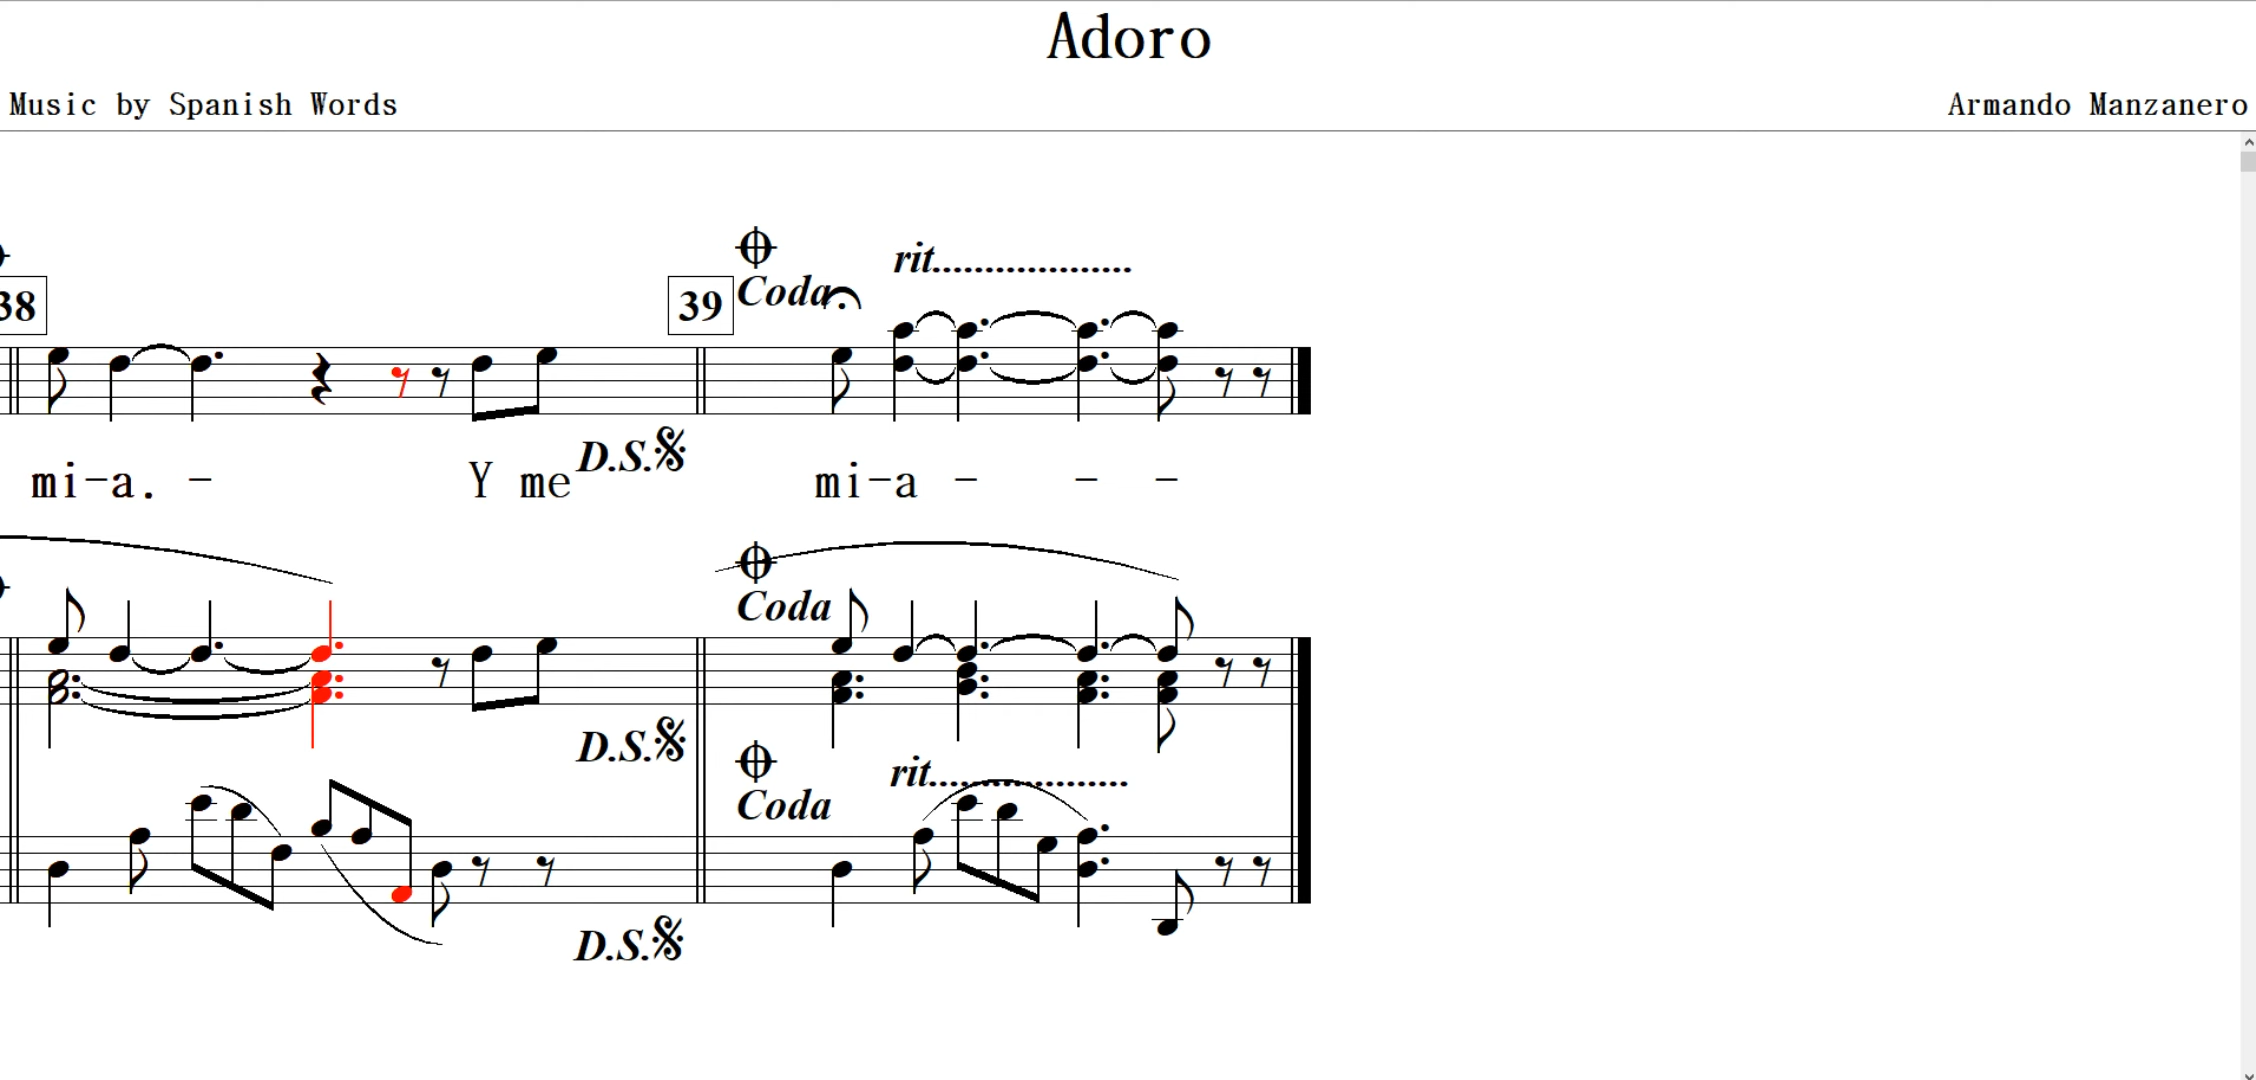 Adoro
Music by Spanish Words
Armando Manzanero
38
39
Coda
rit...................
D.S.
mi-a. - Y me mi-a - - -
Coda
D.S.
Coda
rit...................
D.S.